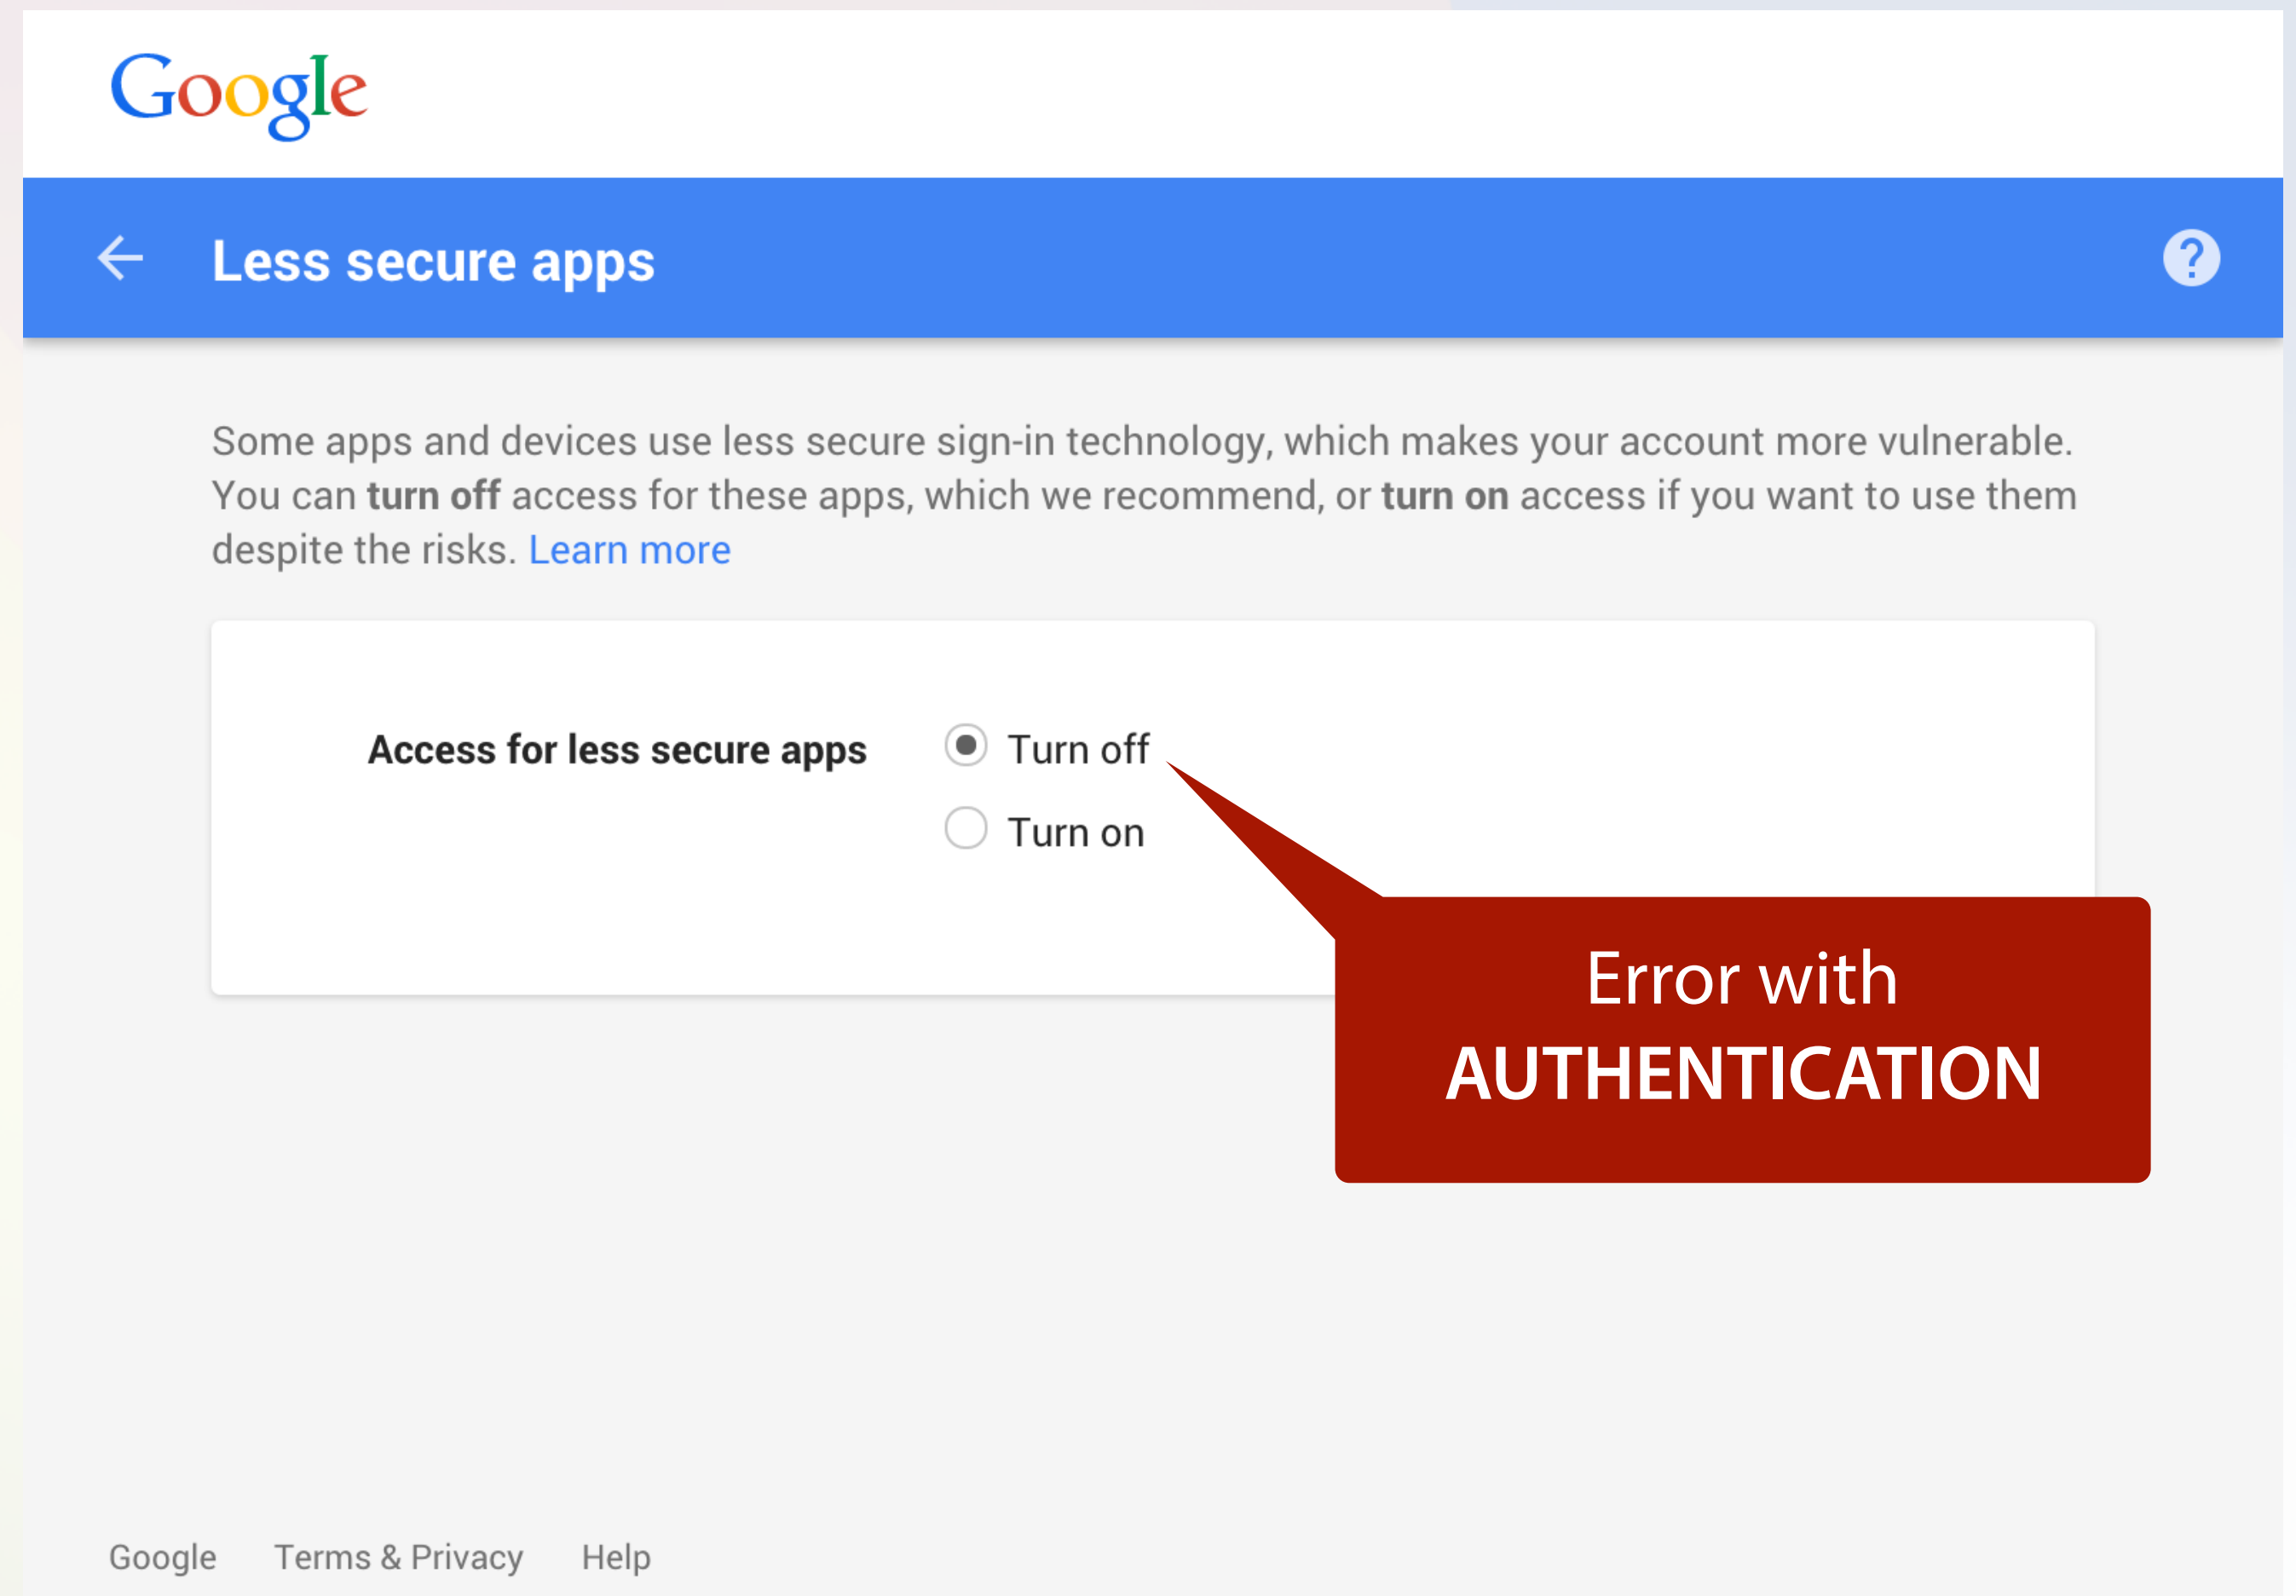 Google
Less secure apps
?
Some apps and devices use less secure sign-in technology, which makes your account more vulnerable.
You can turn off access for these apps, which we recommend, or turn on access if you want to use them
despite the risks. Learn more
Access for less secure apps
Turn off
Turn on
Error with
AUTHENTICATION
Google Terms & Privacy Help